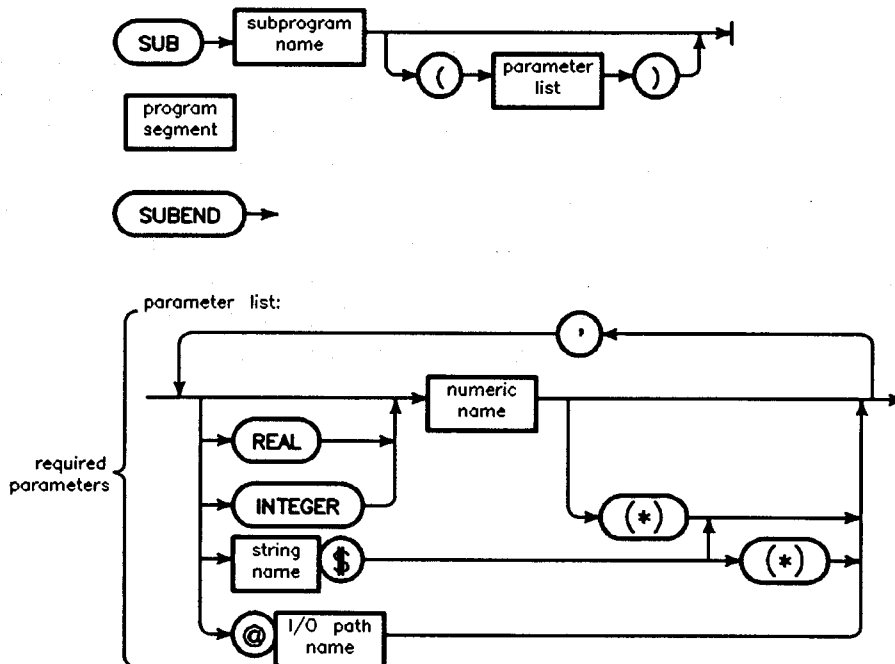 SUB
subprogram
name
(
parameter
list
)
program
segment
SUBEND
parameter list:
,
numeric
name
REAL
required
parameters
INTEGER
(*)
string
name
$
(*)
@
I/O path
name